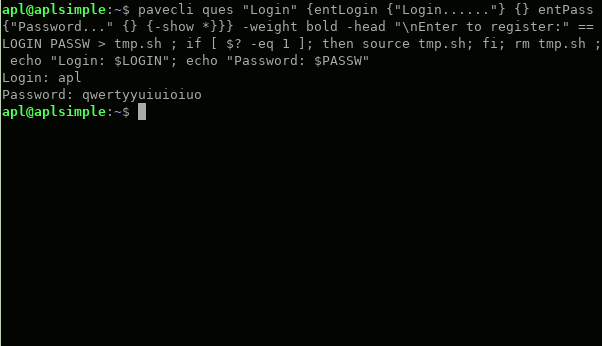 apl@aplsimple:~$ pavecli ques "Login" {entLogin {"Login......"} {} entPass
{"Password..." {} {-show *}}} -weight bold -head "\nEnter to register:" ==
LOGIN PASSW > tmp.sh ; if [ $? -eq 1 ]; then source tmp.sh; fi; rm tmp.sh ;
 echo "Login: $LOGIN"; echo "Password: $PASSW"
Login: apl
Password: qwertyyuiuioiuo
apl@aplsimple:~$